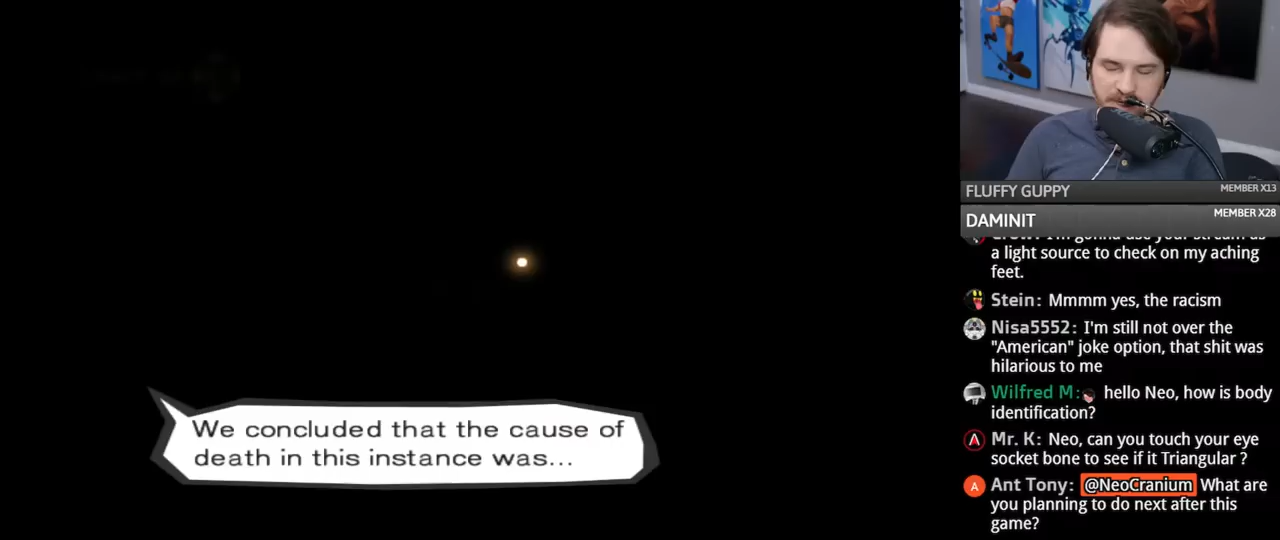 FLUFFY GUPPY
MEMBER X13
DAMINIT
MEMBER X28
a light source to check on my aching
feet.
Stein: Mmmm yes, the racism
Nisa5552: I'm still not over the
"American" joke option, that shit was
hilarious to me
Wilfred M: hello Neo, how is body
identification?
Mr. K: Neo, can you touch your eye
socket bone to see if it Triangular ?
Ant Tony: @NeoCranium What are
you planning to do next after this
game?
We concluded that the cause of
death in this instance was...